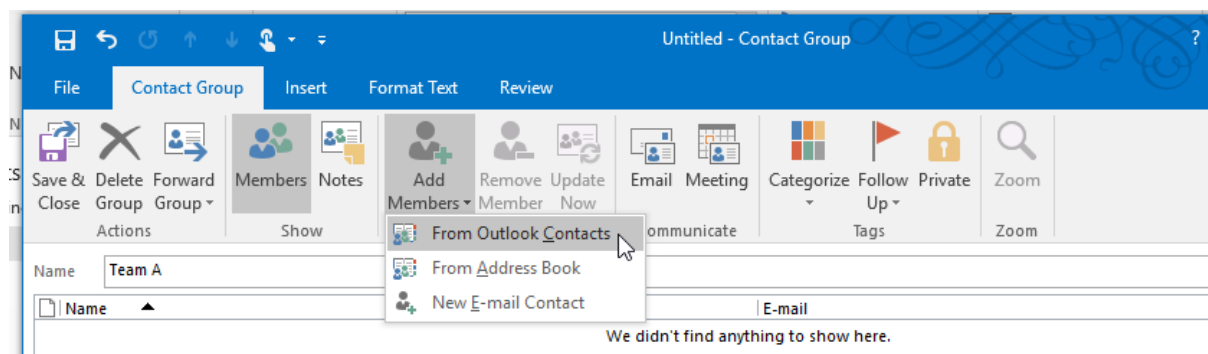 Untitled - Contact Group
?
File Contact Group Insert Format Text Review
Save & Close
Delete Group
Forward Group
Members
Notes
Add Members
Remove Member
Update Now
Email
Meeting
Categorize
Follow Up
Private
Zoom
Actions Show ommunicate Tags Zoom
From Outlook Contacts
From Address Book
New E-mail Contact
Name Team A
Name E-mail
We didn't find anything to show here.